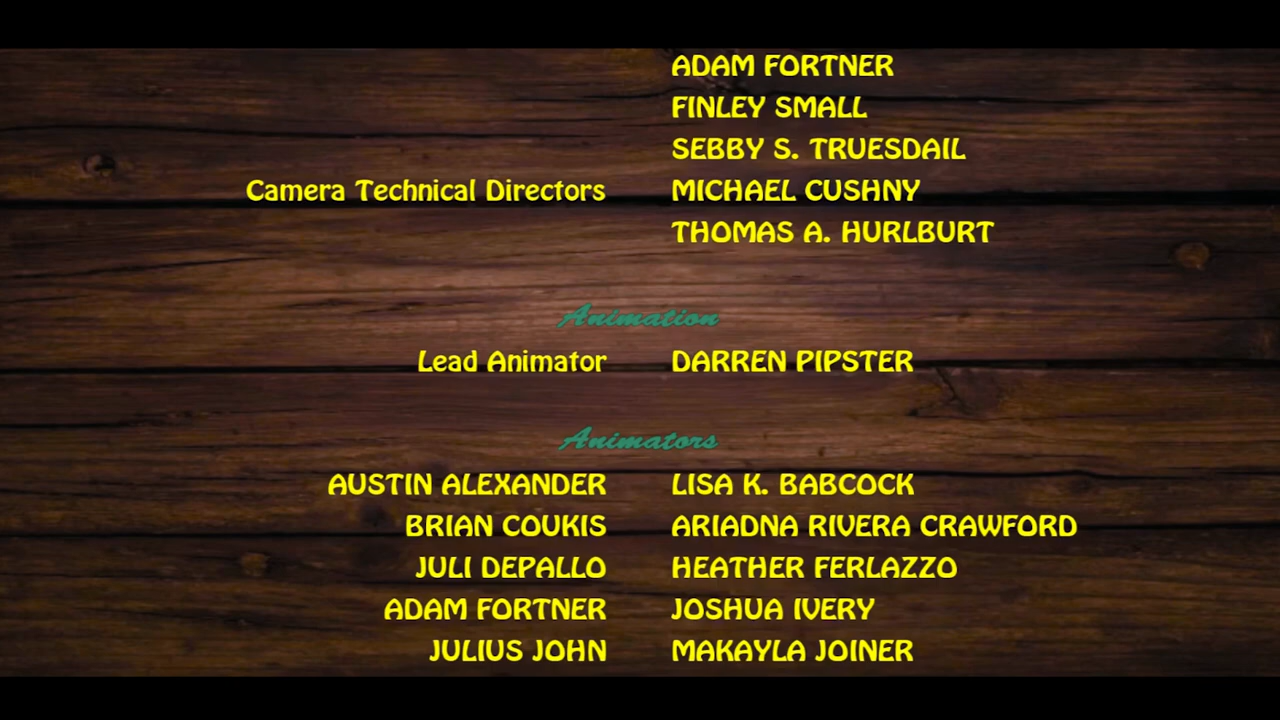 ADAM FORTNER
FINLEY SMALL
SEBBY S. TRUESDAIL
Camera Technical Directors MICHAEL CUSHNY
THOMAS A. HURLBURT
Animation
Lead Animator DARREN PIPSTER
Animators
AUSTIN ALEXANDER LISA K. BABCOCK
BRIAN COUKIS ARIADNA RIVERA CRAWFORD
JULI DEPALLO HEATHER FERLAZZO
ADAM FORTNER JOSHUA IVERY
JULIUS JOHN MAKAYLA JOINER